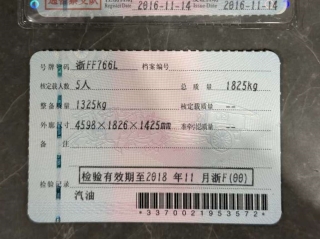 2016-11-14 2016-11-14
号牌号码 浙FF766L 档案编号
核定载人数 5人 总质量 1825kg
整备质量 1325kg 核定载质量 --
外廓尺寸 4598×1826×1425mm 准牵引总质量 --
备注
检验有效期至2018年11月浙F(00)
检验记录
汽油
*3370021953572*